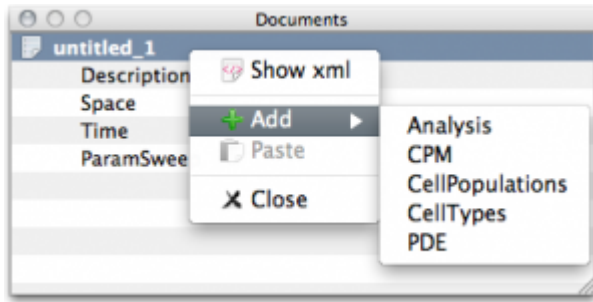 Documents
untitled_1
Description
Space
Time
ParamSwee
Show xml
Add
Paste
Close
Analysis
CPM
CellPopulations
CellTypes
PDE